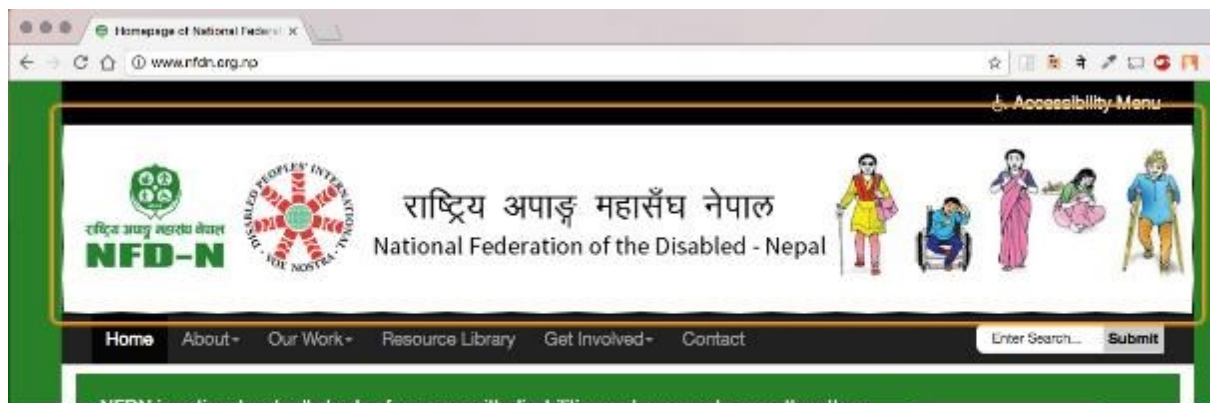 Homepage of National Federal
www.nfdn.org.np
Accessibility Menu
राष्ट्रिय अपाङ्ग महासंघ नेपाल
NFD-N
DISABLED PEOPLES' INTERNATIONAL - VOX NOSTRA -
राष्ट्रिय अपाङ्ग महासँघ नेपाल
National Federation of the Disabled - Nepal
Home About Our Work Resource Library Get Involved Contact Enter Search... Submit